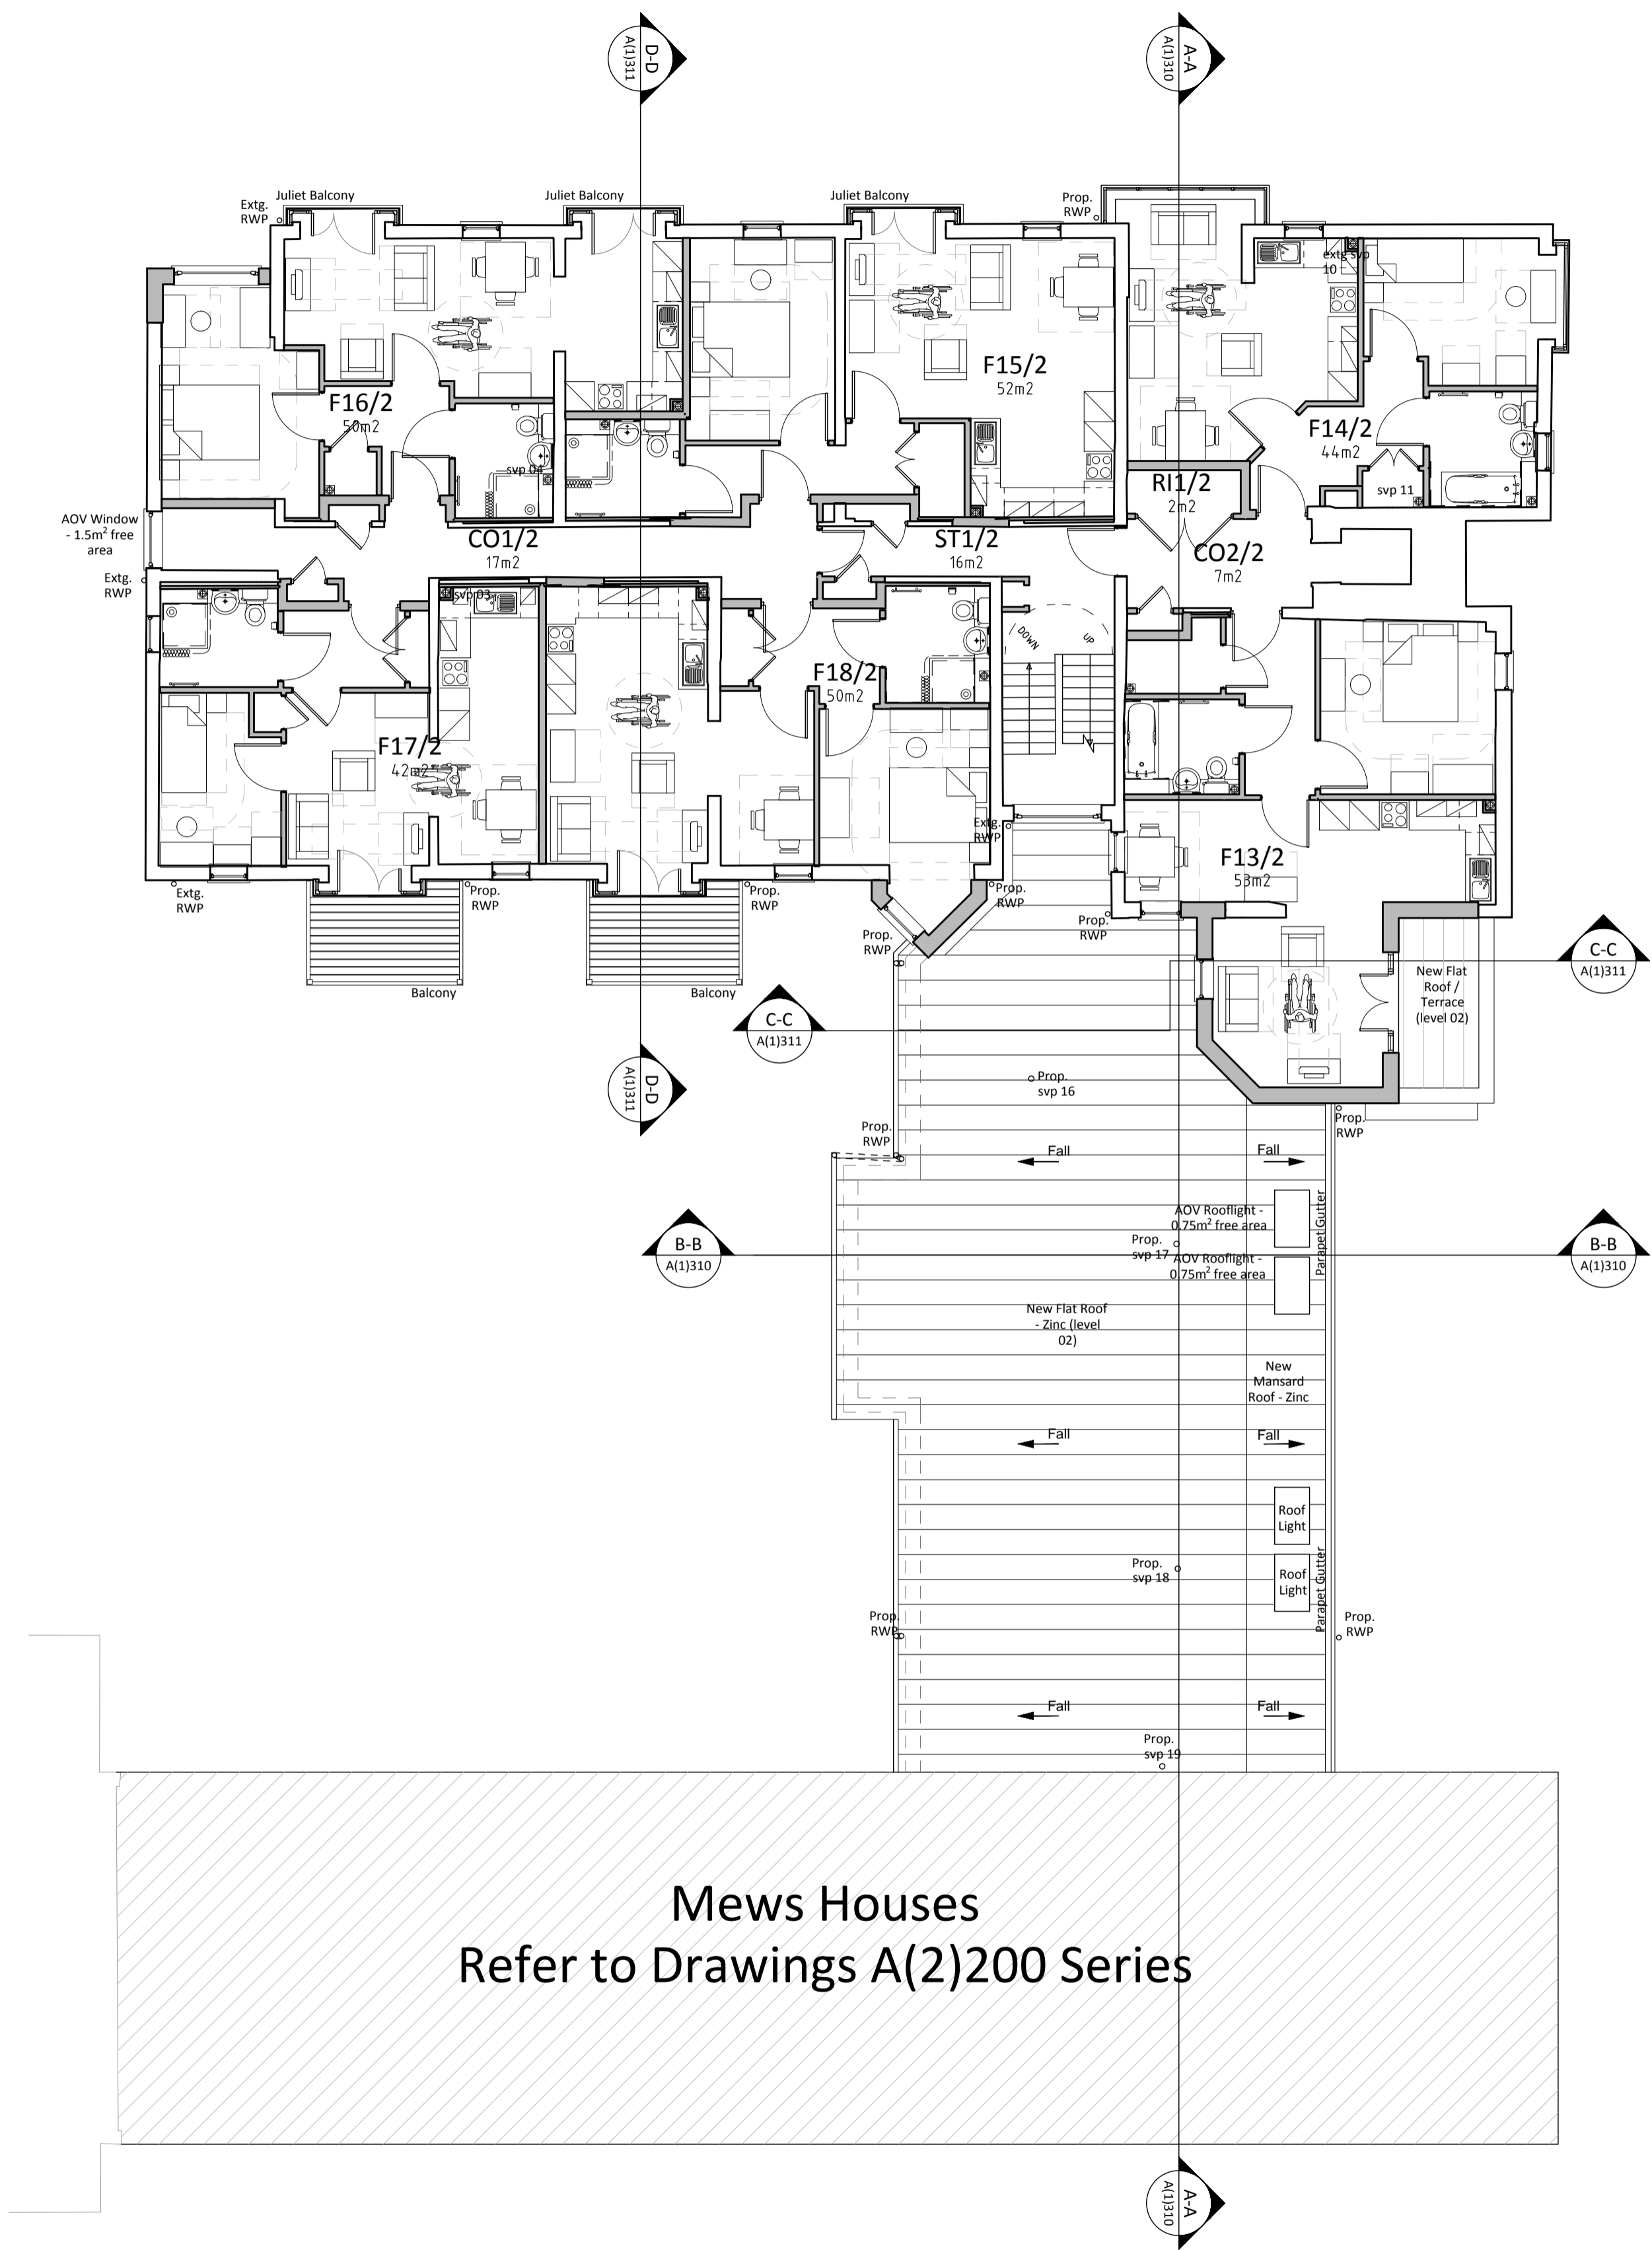 D-D
A(1)311
A-A
A(1)310
Juliet Balcony
Juliet Balcony
Juliet Balcony
Extg.
RWP
Prop.
RWP
extg svp
10
F16/2
50m2
F15/2
52m2
F14/2
44m2
svp 04
svp 11
RI1/2
2m2
AOV Window
- 1.5m² free
area
CO1/2
17m2
ST1/2
16m2
CO2/2
7m2
Extg.
RWP
svp 03
DOWN
UP
F18/2
50m2
F17/2
42m2
Extg.
RWP
F13/2
53m2
Extg.
RWP
Prop.
RWP
Prop.
RWP
Prop.
RWP
Prop.
RWP
Prop.
RWP
Balcony
Balcony
C-C
A(1)311
New Flat
Roof /
Terrace
(level 02)
C-C
A(1)311
D-D
A(1)311
Prop.
svp 16
Prop.
RWP
Prop.
RWP
Fall
Fall
AOV Rooflight -
0.75m² free area
Parapet Gutter
B-B
A(1)310
Prop.
svp 17
AOV Rooflight -
0.75m² free area
B-B
A(1)310
New Flat Roof
- Zinc (level
02)
New
Mansard
Roof - Zinc
Fall
Fall
Roof
Light
Prop.
svp 18
Roof
Light
Parapet Gutter
Prop.
RWP
Prop.
RWP
Fall
Fall
Prop.
svp 19
Mews Houses
Refer to Drawings A(2)200 Series
A-A
A(1)310